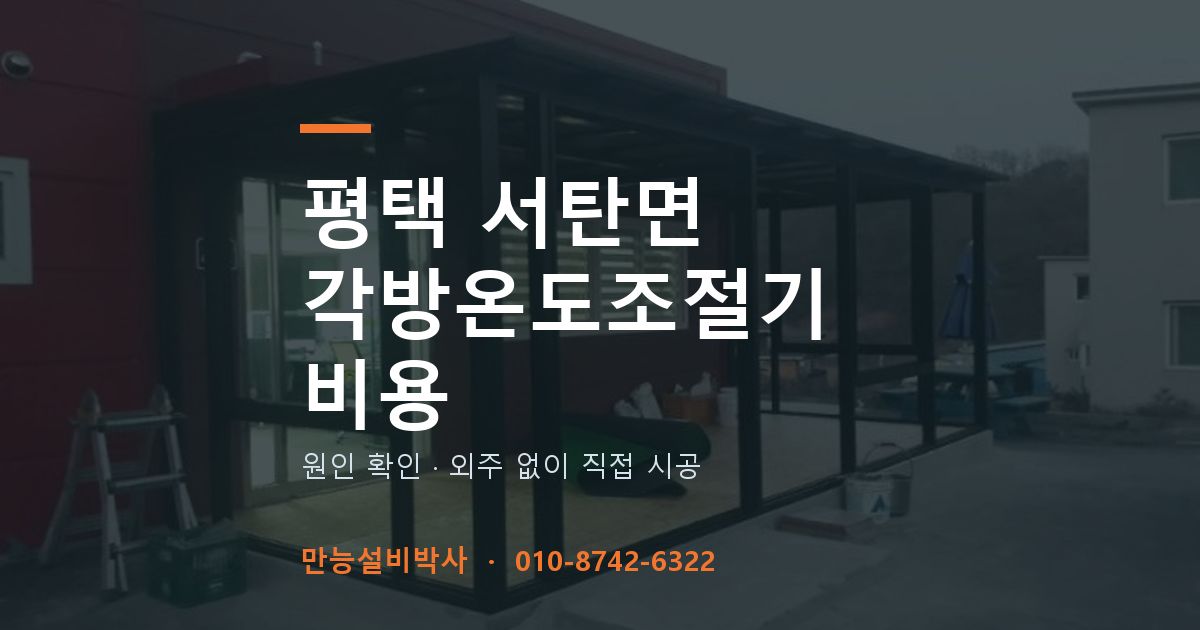 평택 서탄면
각방온도조절기
비용
원인 확인 · 외주 없이 직접 시공
만능설비박사 · 010-8742-6322